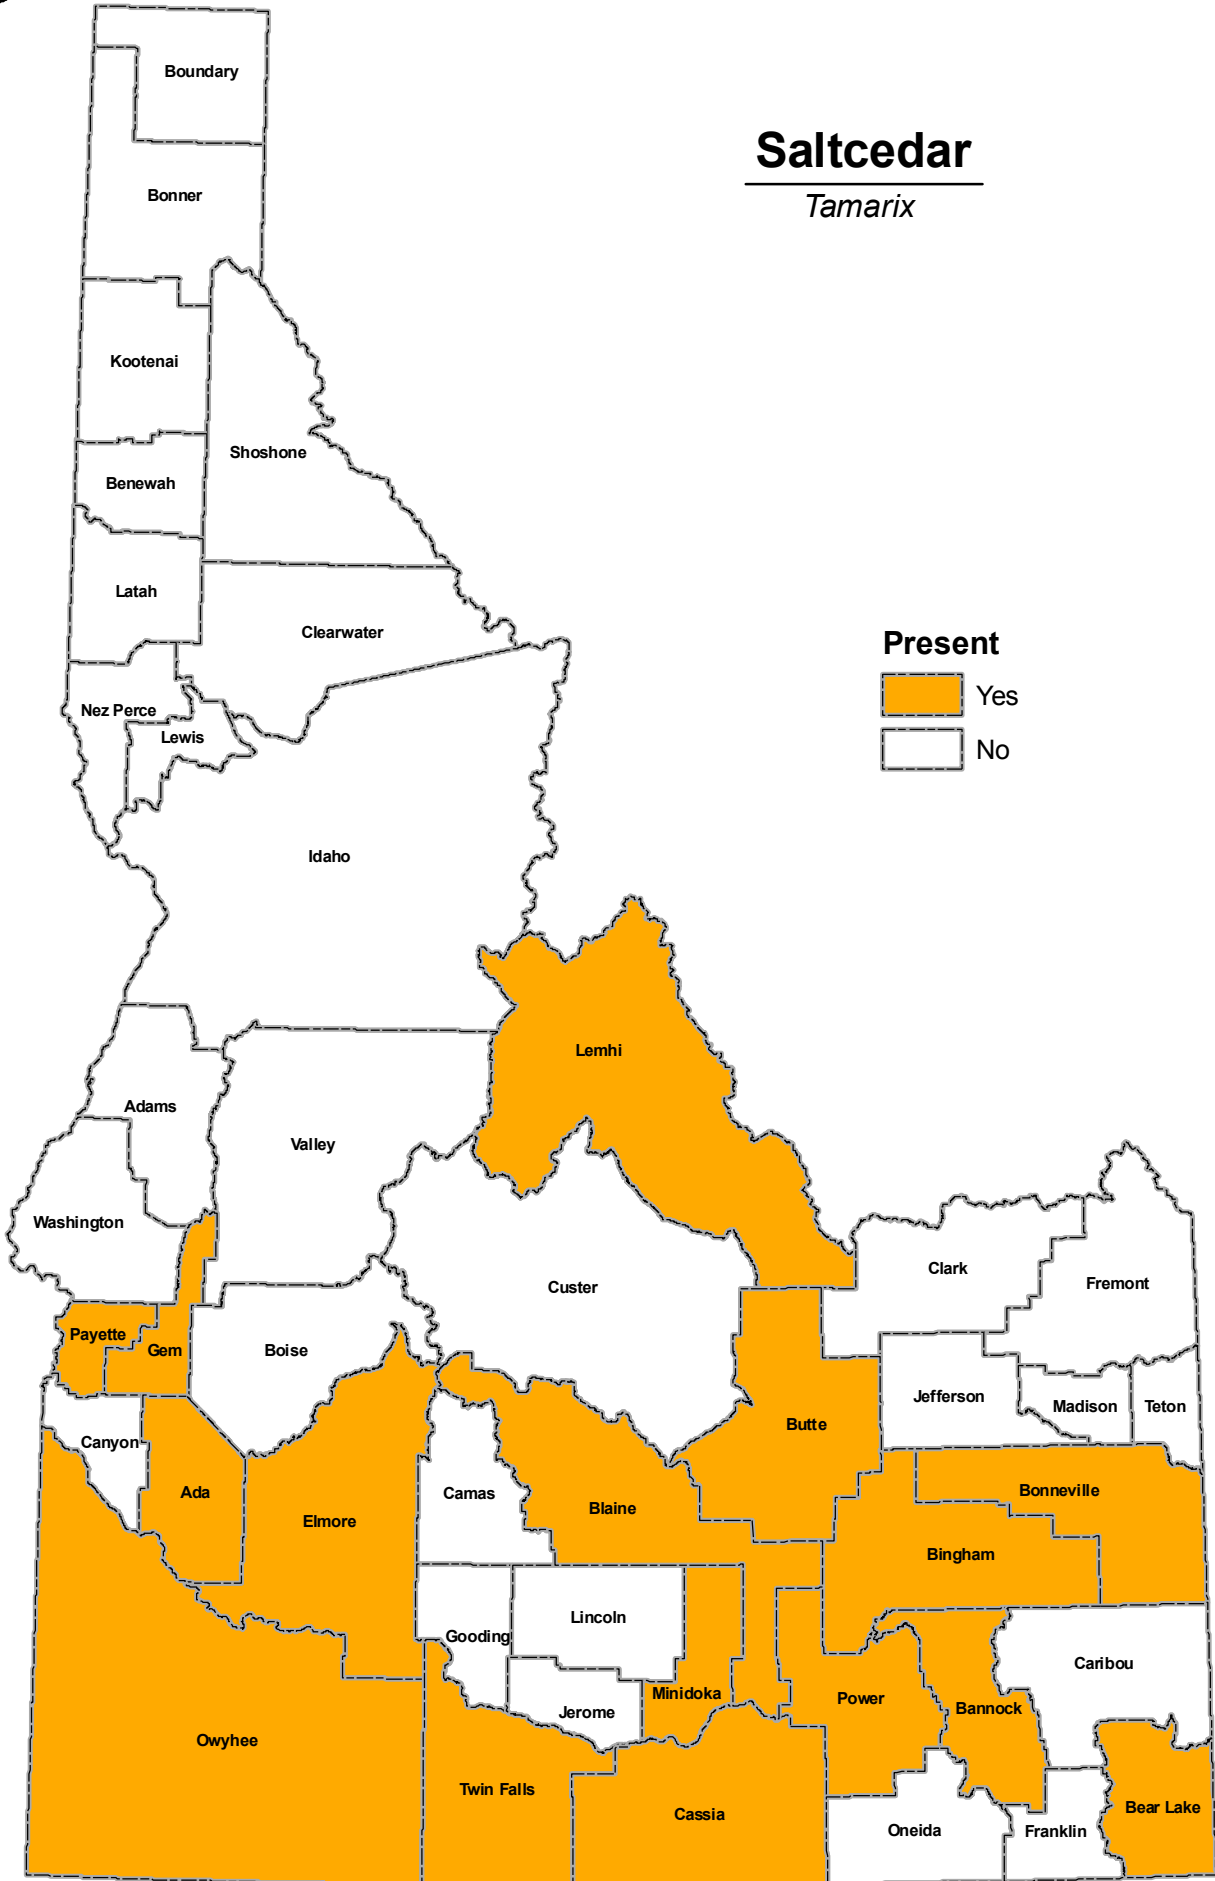 Boundary
Saltcedar
Tamarix
Bonner
Kootenai
Shoshone
Benewah
Latah
Clearwater
Present
Yes
No
Nez Perce
Lewis
Idaho
Lemhi
Adams
Valley
Washington
Clark
Fremont
Custer
Payette
Gem
Boise
Jefferson
Madison
Teton
Butte
Canyon
Ada
Camas
Bonneville
Blaine
Elmore
Bingham
Lincoln
Gooding
Caribou
Minidoka
Power
Bannock
Jerome
Owyhee
Twin Falls
Cassia
Bear Lake
Oneida
Franklin